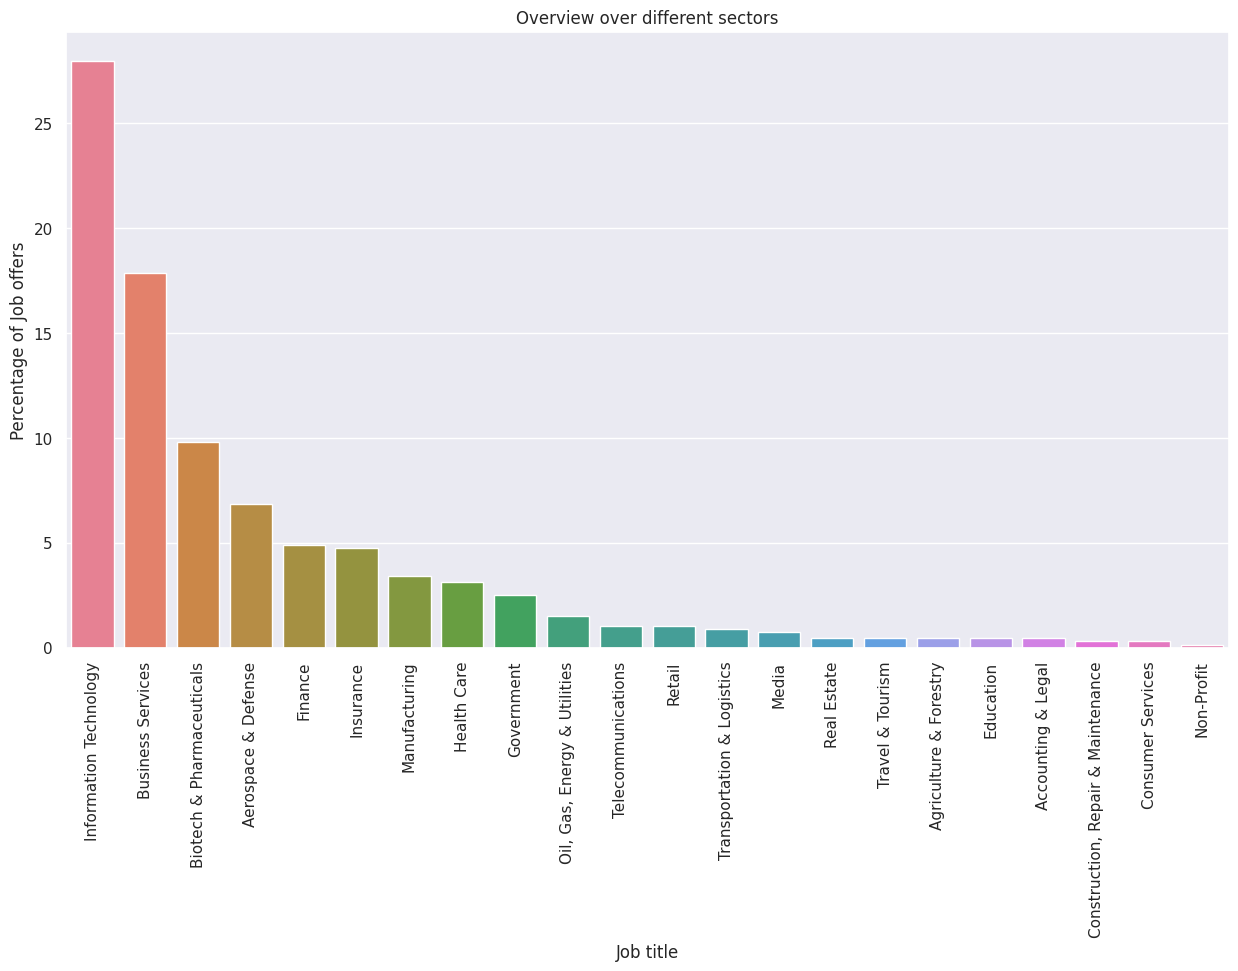 Overview over different sectors
Percentage of Job offers
25
20
15
10
5
0
Information Technology
Business Services
Biotech & Pharmaceuticals
Aerospace & Defense
Finance
Insurance
Manufacturing
Health Care
Government
Oil, Gas, Energy & Utilities
Telecommunications
Retail
Transportation & Logistics
Media
Real Estate
Travel & Tourism
Agriculture & Forestry
Education
Accounting & Legal
Construction, Repair & Maintenance
Consumer Services
Non-Profit
Job title